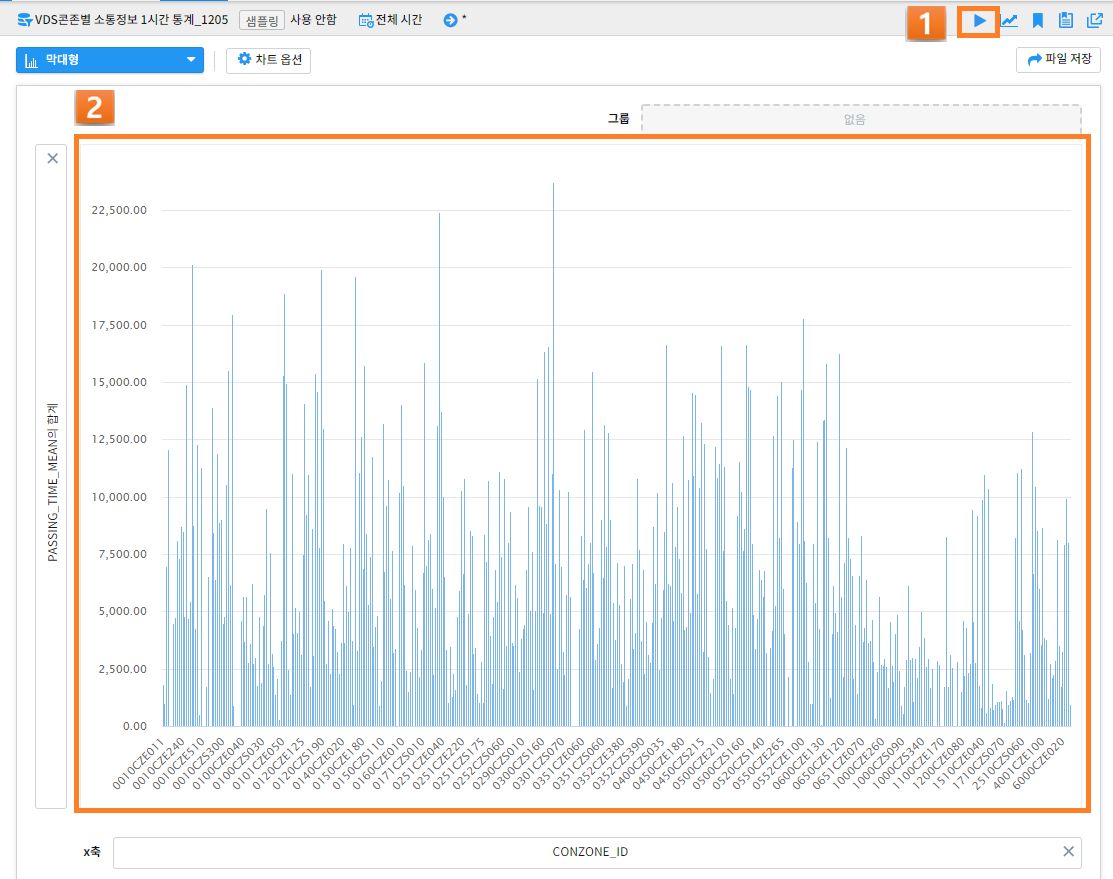 VDS콘존별 소통정보 1시간 통계_1205 샘플링 사용 안함 전체 시간 *
1
막대형 차트 옵션 파일 저장
2
그룹 없음
PASSING_TIME_MEAN의 합계
22,500.00
20,000.00
17,500.00
15,000.00
12,500.00
10,000.00
7,500.00
5,000.00
2,500.00
0.00
0010CZE011
0010CZE240
0010CZE510
0010CZS300
0100CZE040
0100CZS030
0101CZE050
0120CZE125
0120CZS190
0140CZE020
0150CZE180
0150CZS110
0160CZE010
0171CZS010
0251CZE040
0251CZE220
0251CZS175
0252CZS060
0290CZS010
0300CZS160
0301CZS070
0351CZE060
0351CZS060
0352CZE380
0352CZS390
0400CZS035
0450CZE180
0450CZS215
0500CZE210
0500CZS160
0520CZS140
0550CZE265
0552CZE100
0600CZE130
0650CZE120
0651CZE070
1000CZE260
1000CZS090
1000CZS340
1100CZE170
1200CZE080
1510CZE040
1710CZS070
2510CZS060
4001CZE100
6000CZE020
x축 CONZONE_ID